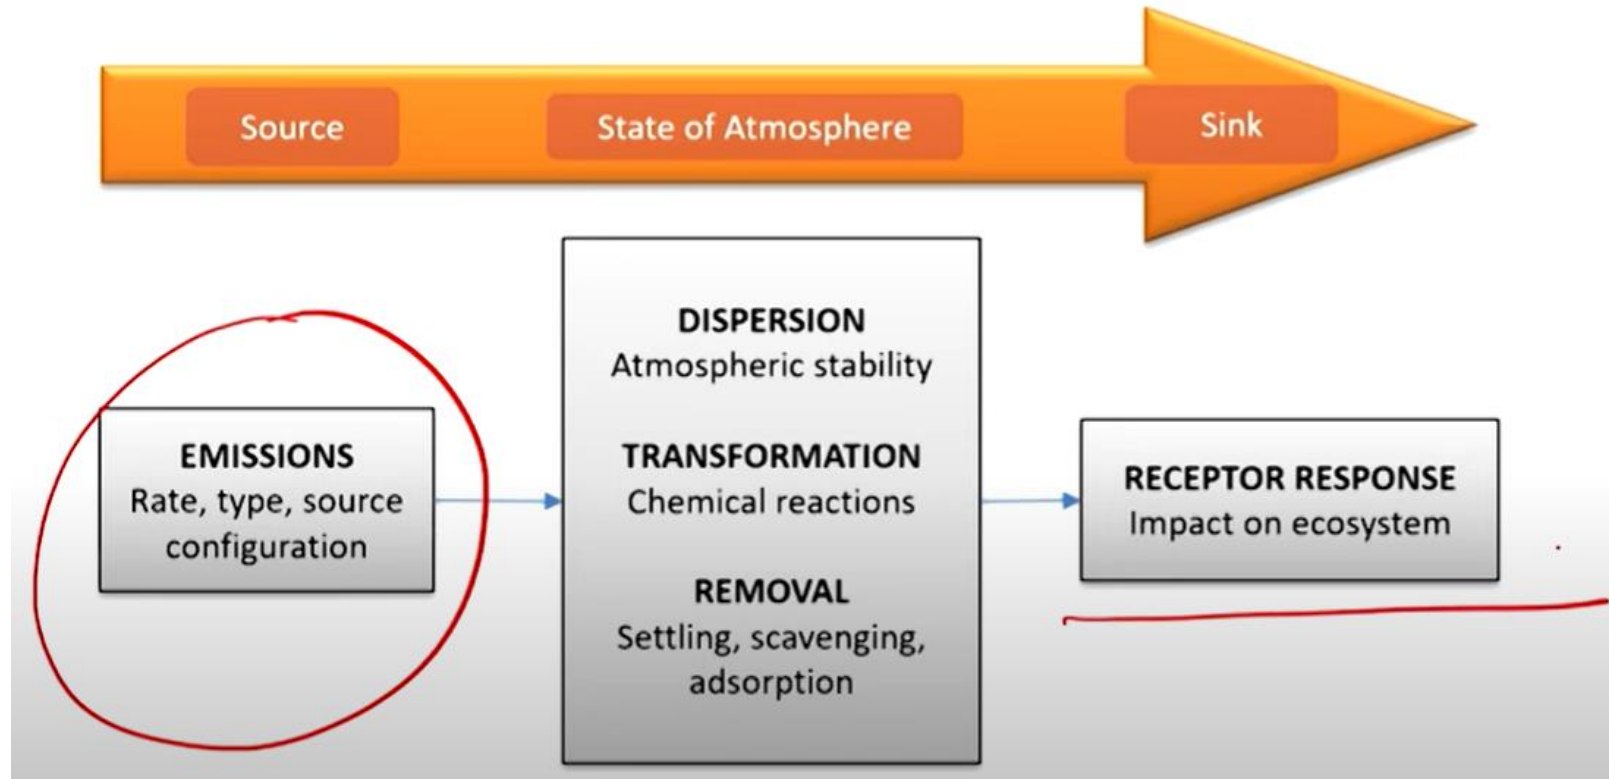 Source
State of Atmosphere
Sink
EMISSIONS
Rate, type, source
configuration
DISPERSION
Atmospheric stability
TRANSFORMATION
Chemical reactions
REMOVAL
Settling, scavenging,
adsorption
RECEPTOR RESPONSE
Impact on ecosystem